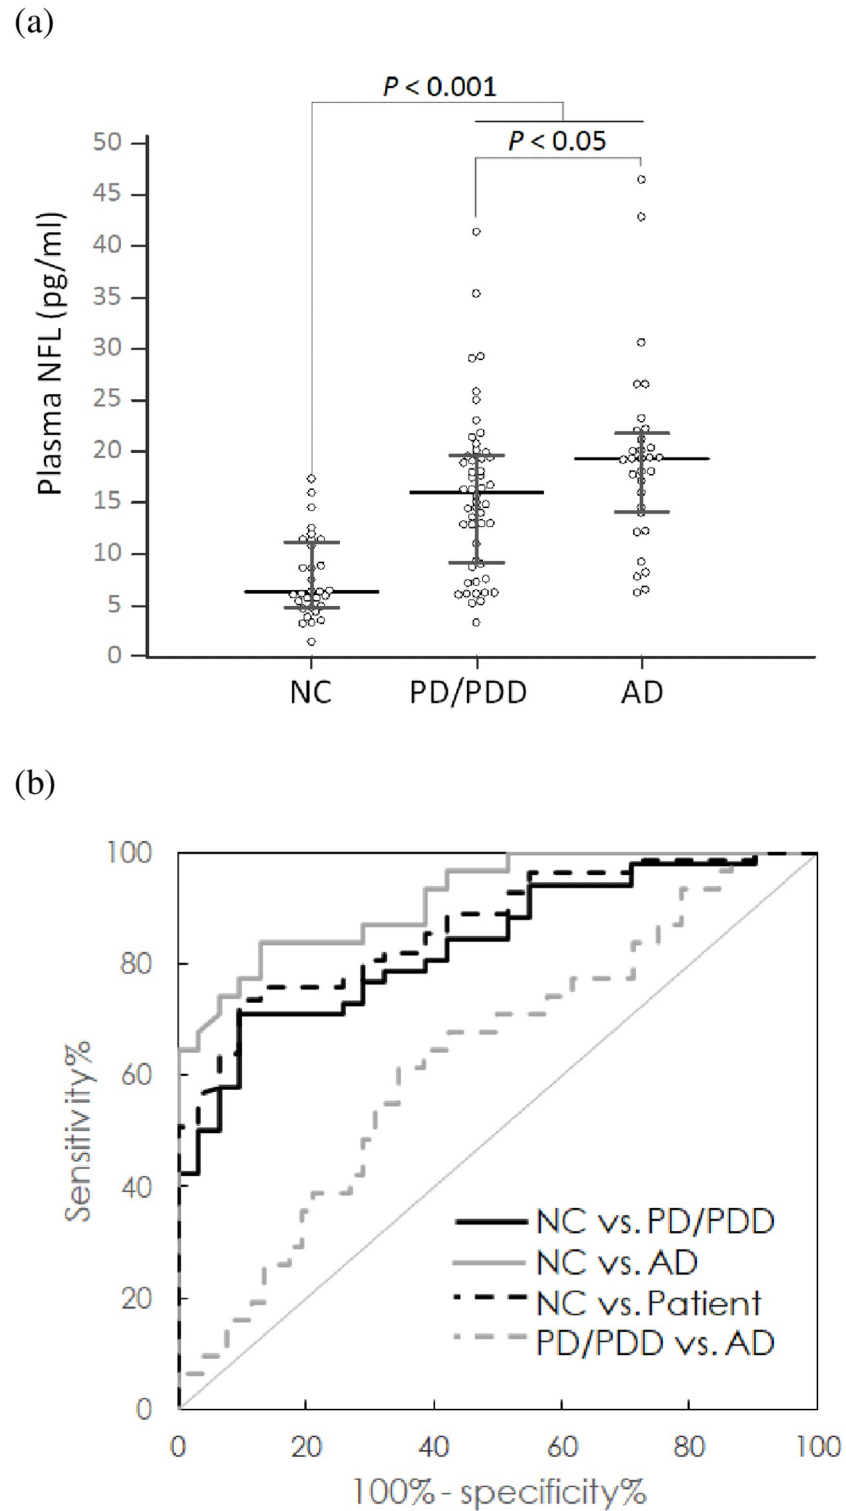 (a)
P < 0.001
P < 0.05
Plasma NFL (pg/ml)
50
45
40
35
30
25
20
15
10
5
0
NC
PD/PDD
AD
(b)
Sensitivity%
100
80
60
40
20
0
NC vs. PD/PDD
NC vs. AD
NC vs. Patient
PD/PDD vs. AD
0
20
40
60
80
100
100% - specificity%